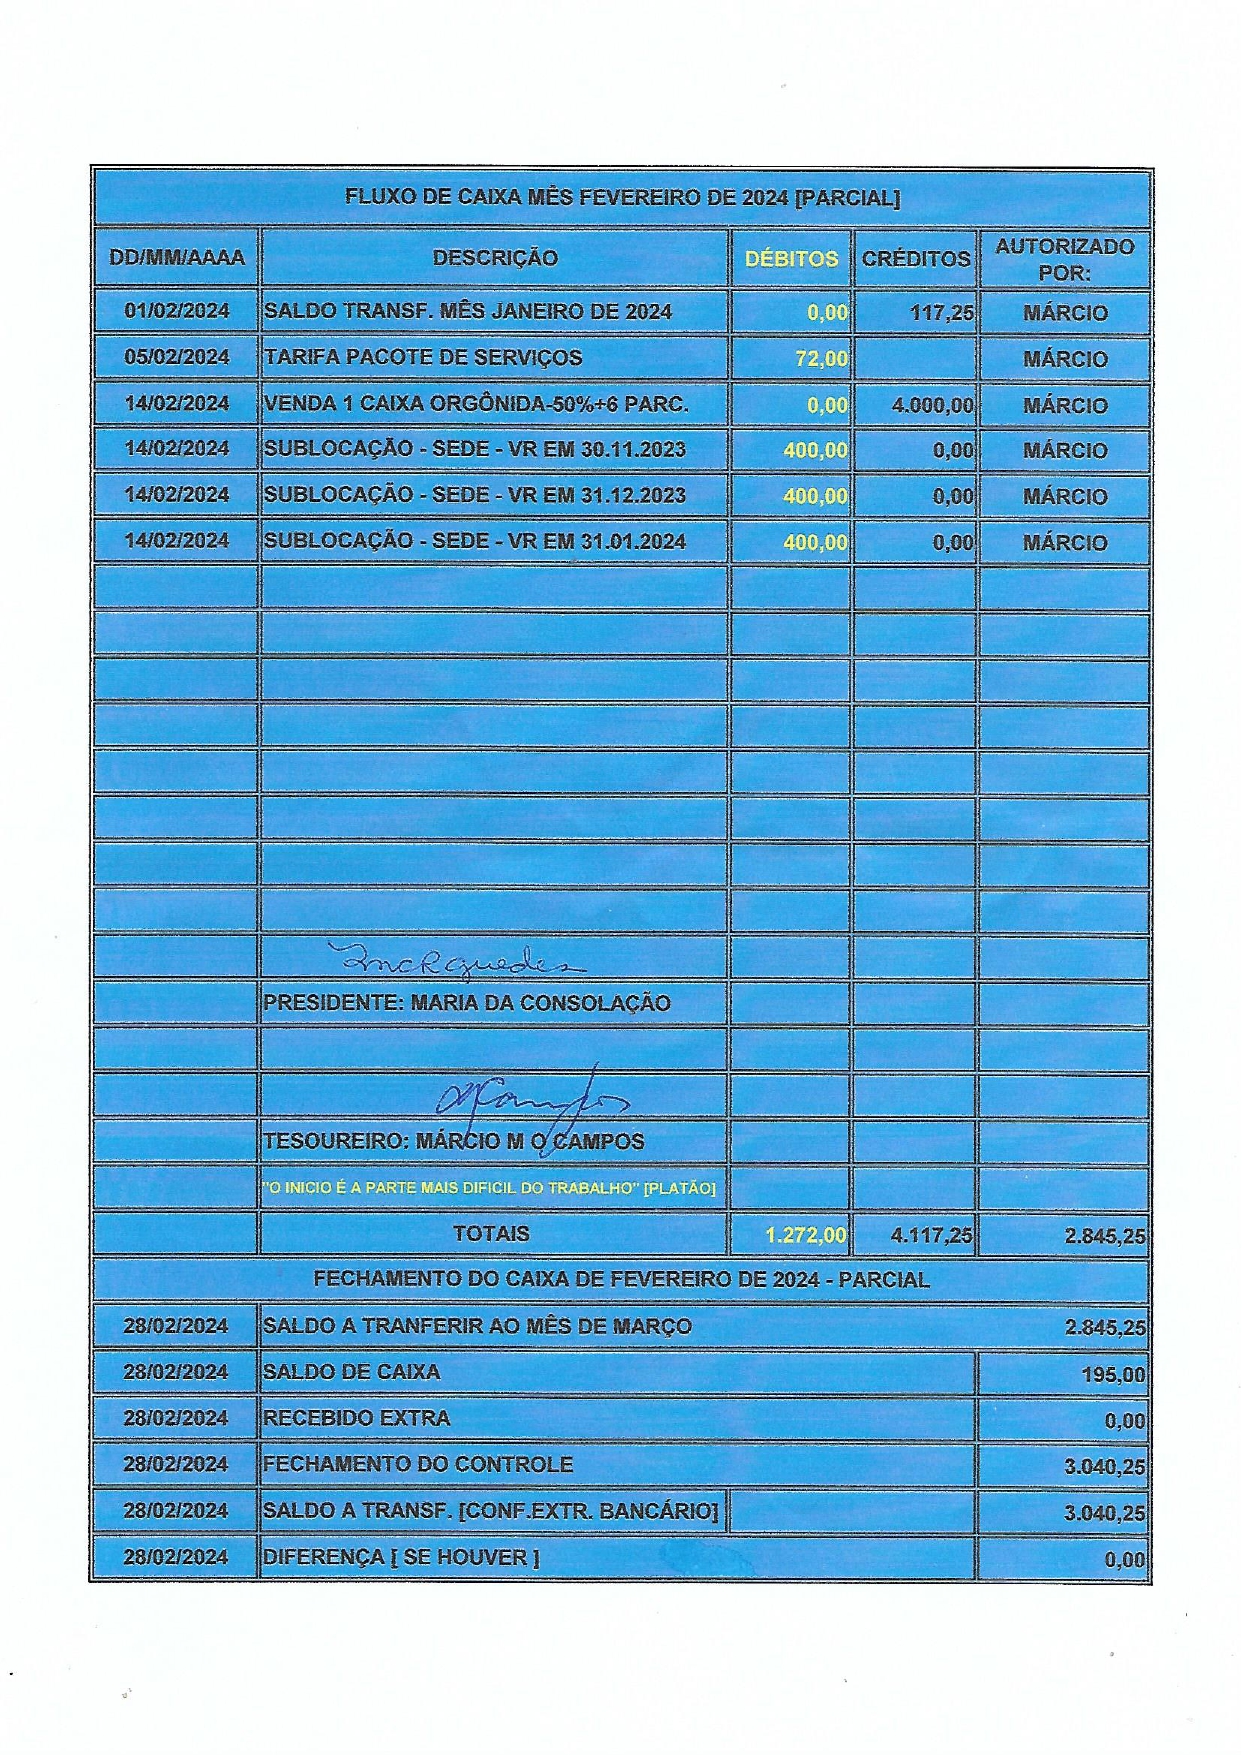 FLUXO DE CAIXA MÊS FEVEREIRO DE 2024 [PARCIAL]
DD/MM/AAAA DESCRIÇÃO DÉBITOS CRÉDITOS AUTORIZADO POR:
01/02/2024 SALDO TRANSF. MÊS JANEIRO DE 2024 0,00 117,25 MÁRCIO
05/02/2024 TARIFA PACOTE DE SERVIÇOS 72,00 MÁRCIO
14/02/2024 VENDA 1 CAIXA ORGÔNIDA-50%+6 PARC. 0,00 4.000,00 MÁRCIO
14/02/2024 SUBLOCAÇÃO - SEDE - VR EM 30.11.2023 400,00 0,00 MÁRCIO
14/02/2024 SUBLOCAÇÃO - SEDE - VR EM 31.12.2023 400,00 0,00 MÁRCIO
14/02/2024 SUBLOCAÇÃO - SEDE - VR EM 31.01.2024 400,00 0,00 MÁRCIO
PRESIDENTE: MARIA DA CONSOLAÇÃO
TESOUREIRO: MÁRCIO M O CAMPOS
"O INICIO É A PARTE MAIS DIFICIL DO TRABALHO" [PLATÃO]
TOTAIS 1.272,00 4.117,25 2.845,25
FECHAMENTO DO CAIXA DE FEVEREIRO DE 2024 - PARCIAL
28/02/2024 SALDO A TRANFERIR AO MÊS DE MARÇO 2.845,25
28/02/2024 SALDO DE CAIXA 195,00
28/02/2024 RECEBIDO EXTRA 0,00
28/02/2024 FECHAMENTO DO CONTROLE 3.040,25
28/02/2024 SALDO A TRANSF. [CONF.EXTR. BANCÁRIO] 3.040,25
28/02/2024 DIFERENÇA [ SE HOUVER ] 0,00